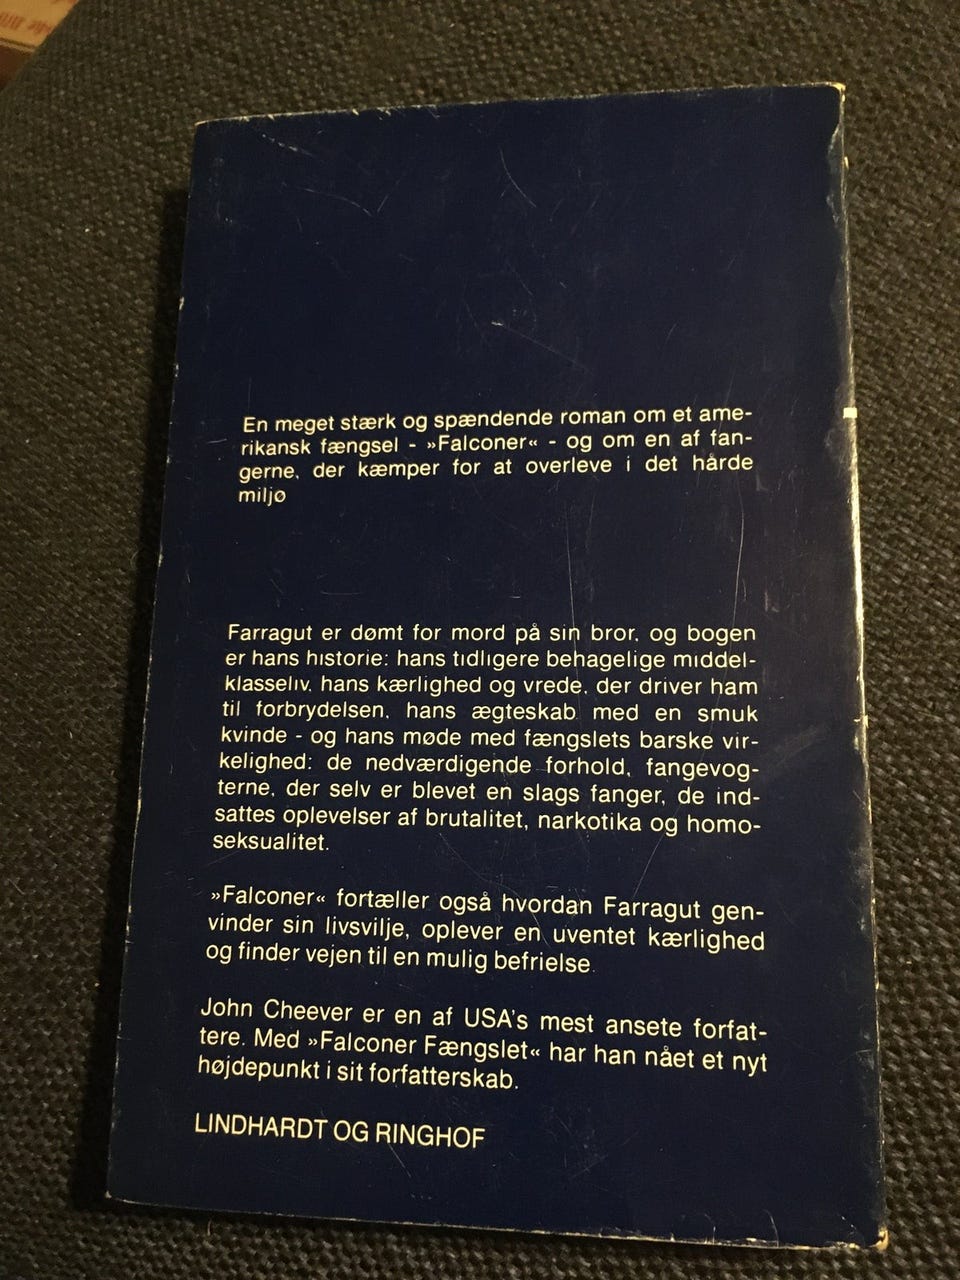 En meget stærk og spændende roman om et ame-
rikansk fængsel - »Falconer« - og om en af fan-
gerne, der kæmper for at overleve i det hårde
miljø
Farragut er dømt for mord på sin bror, og bogen
er hans historie: hans tidligere behagelige middel-
klasseliv, hans kærlighed og vrede, der driver ham
til forbrydelsen, hans ægteskab med en smuk
kvinde - og hans møde med fængslets barske vir-
kelighed: de nedværdigende forhold, fangevog-
terne, der selv er blevet en slags fanger, de ind-
sattes oplevelser af brutalitet, narkotika og homo-
seksualitet.
»Falconer« fortæller også hvordan Farragut gen-
vinder sin livsvilje, oplever en uventet kærlighed
og finder vejen til en mulig befrielse.
John Cheever er en af USA's mest ansete forfat-
tere. Med »Falconer Fængslet« har han nået et nyt
højdepunkt i sit forfatterskab.
LINDHARDT OG RINGHOF